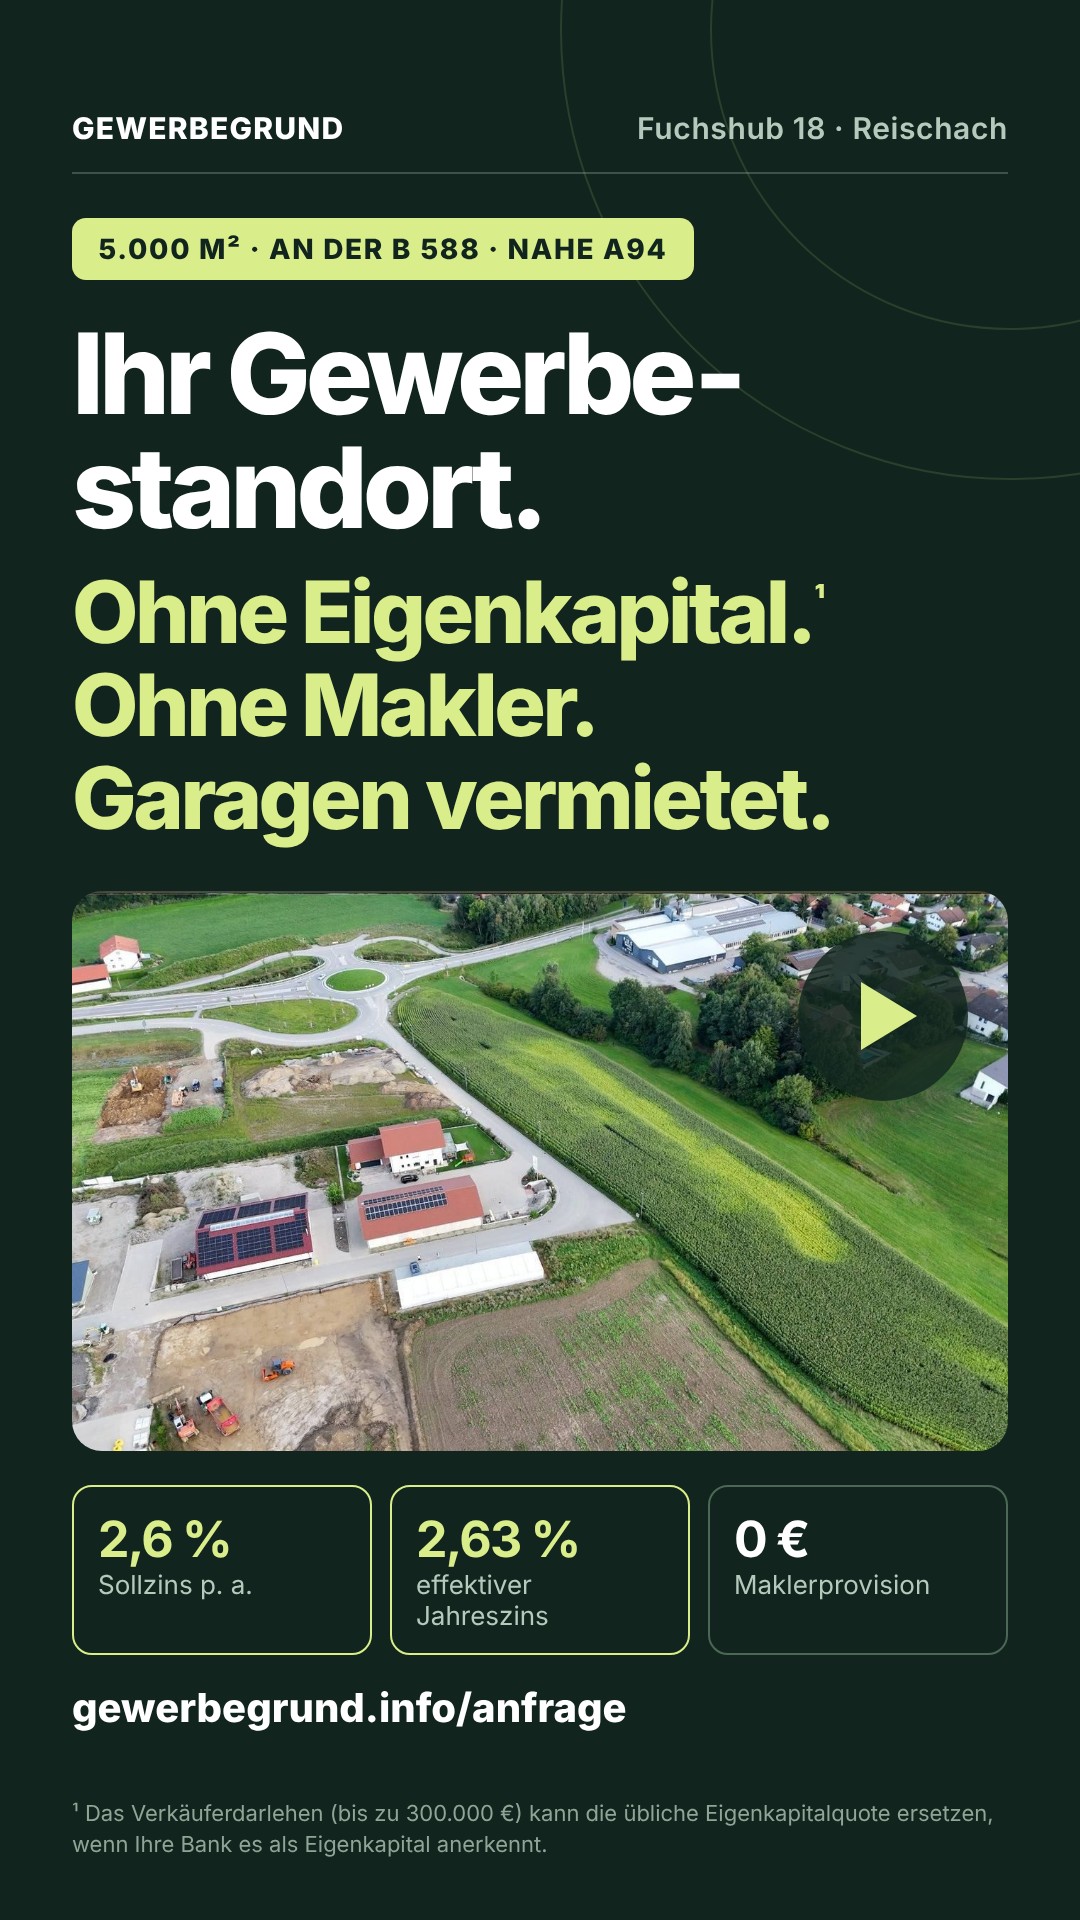 GEWERBEGRUND
Fuchshub 18 · Reischach
5.000 M² · AN DER B 588 · NAHE A94
Ihr Gewerbe-
standort.
Ohne Eigenkapital.¹
Ohne Makler.
Garagen vermietet.
2,6 %
Sollzins p. a.
2,63 %
effektiver
Jahreszins
0 €
Maklerprovision
gewerbegrund.info/anfrage
¹ Das Verkäuferdarlehen (bis zu 300.000 €) kann die übliche Eigenkapitalquote ersetzen,
wenn Ihre Bank es als Eigenkapital anerkennt.